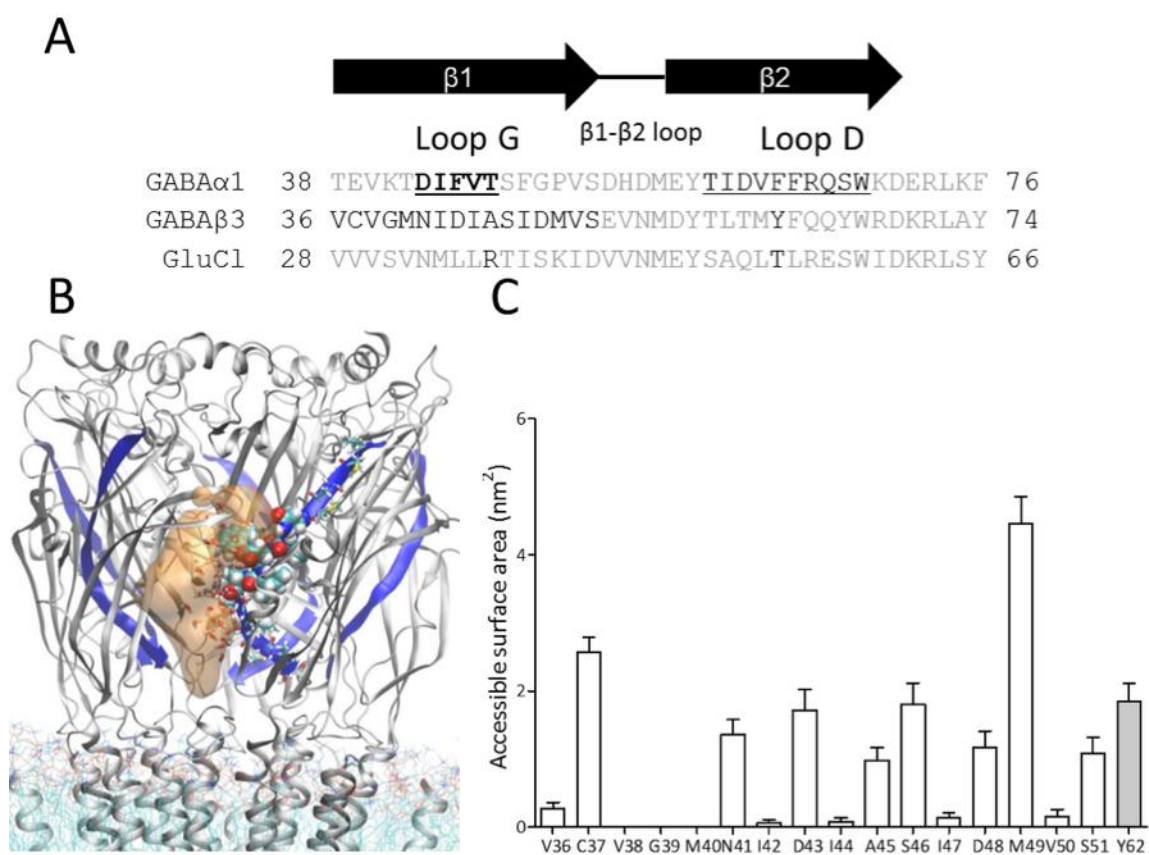 A
β1
β2
Loop G
β1-β2 loop
Loop D
GABAα1 38 TEVKTDIFVTSFGPVSDHDMEYTIDVFFRQSWKDERLKF 76
GABAβ3 36 VCVGMNIDIASIDMVSEVNMDYTLTMYFQQYWRDKRLAY 74
GluCl 28 VVVSVNMLLRTISKIDVVNMEYSAQLTLRESWIDKRLSY 66
B
C
Accessible surface area (nm²)
6
4
2
0
V36 C37 V38 G39 M40 N41 I42 D43 I44 A45 S46 I47 D48 M49 V50 S51 Y62